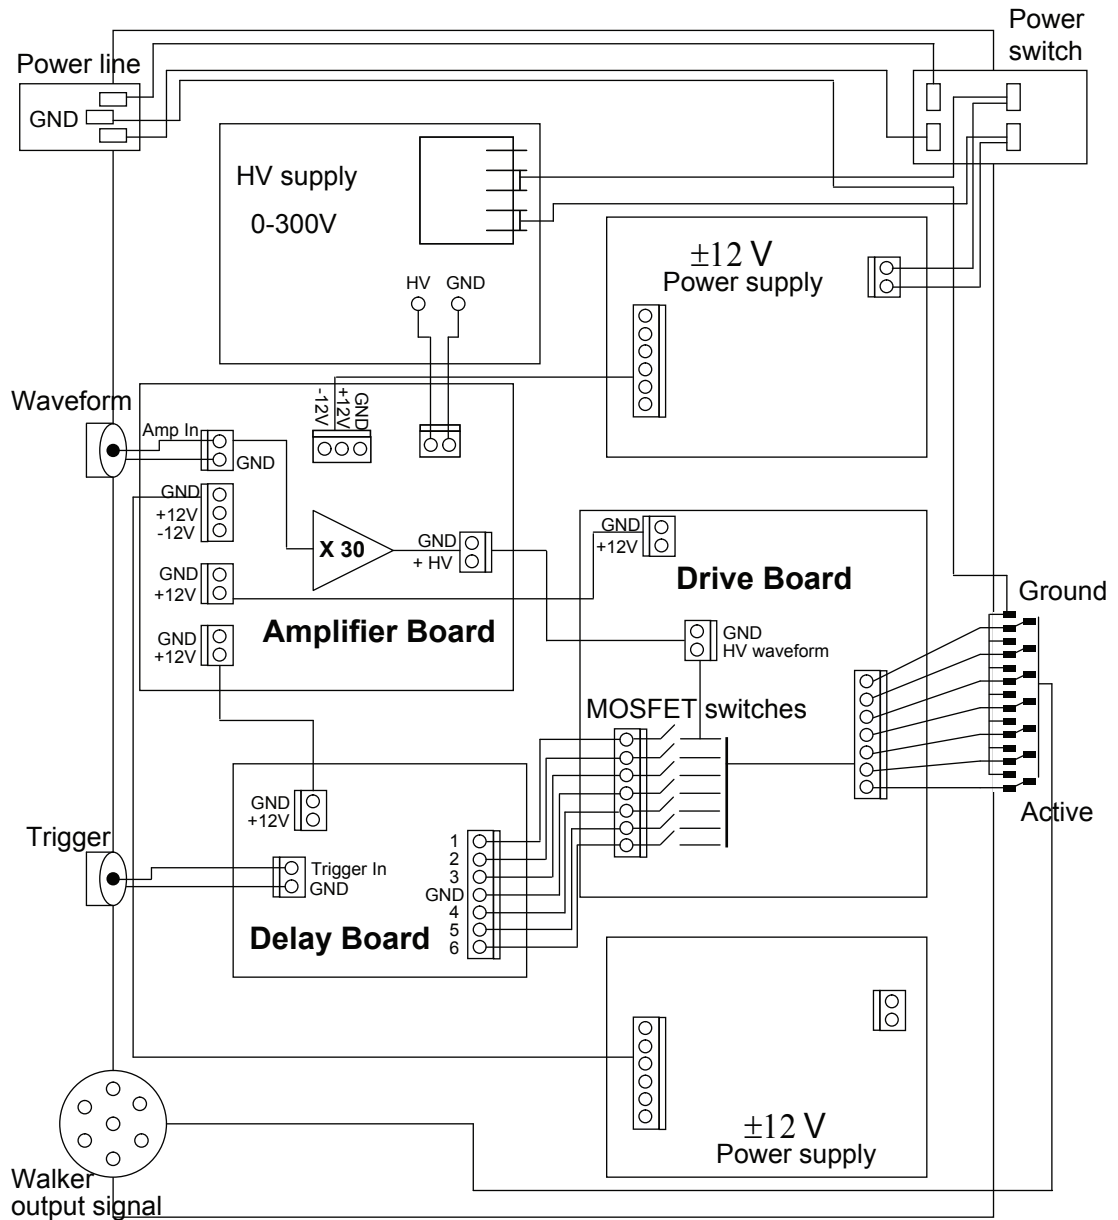 Power
switch
Power line
GND
HV supply
0-300V
±12 V
Power supply
HV GND
Waveform
-12V
+12V
GND
Amp In
GND
GND
+12V
-12V
X 30
GND
+ HV
GND
+12V
Drive Board
GND
+12V
Ground
Amplifier Board
GND
+12V
GND
HV waveform
MOSFET switches
GND
+12V
Active
Trigger
1
2
3
GND
4
5
6
Trigger In
GND
Delay Board
±12 V
Power supply
Walker
output signal